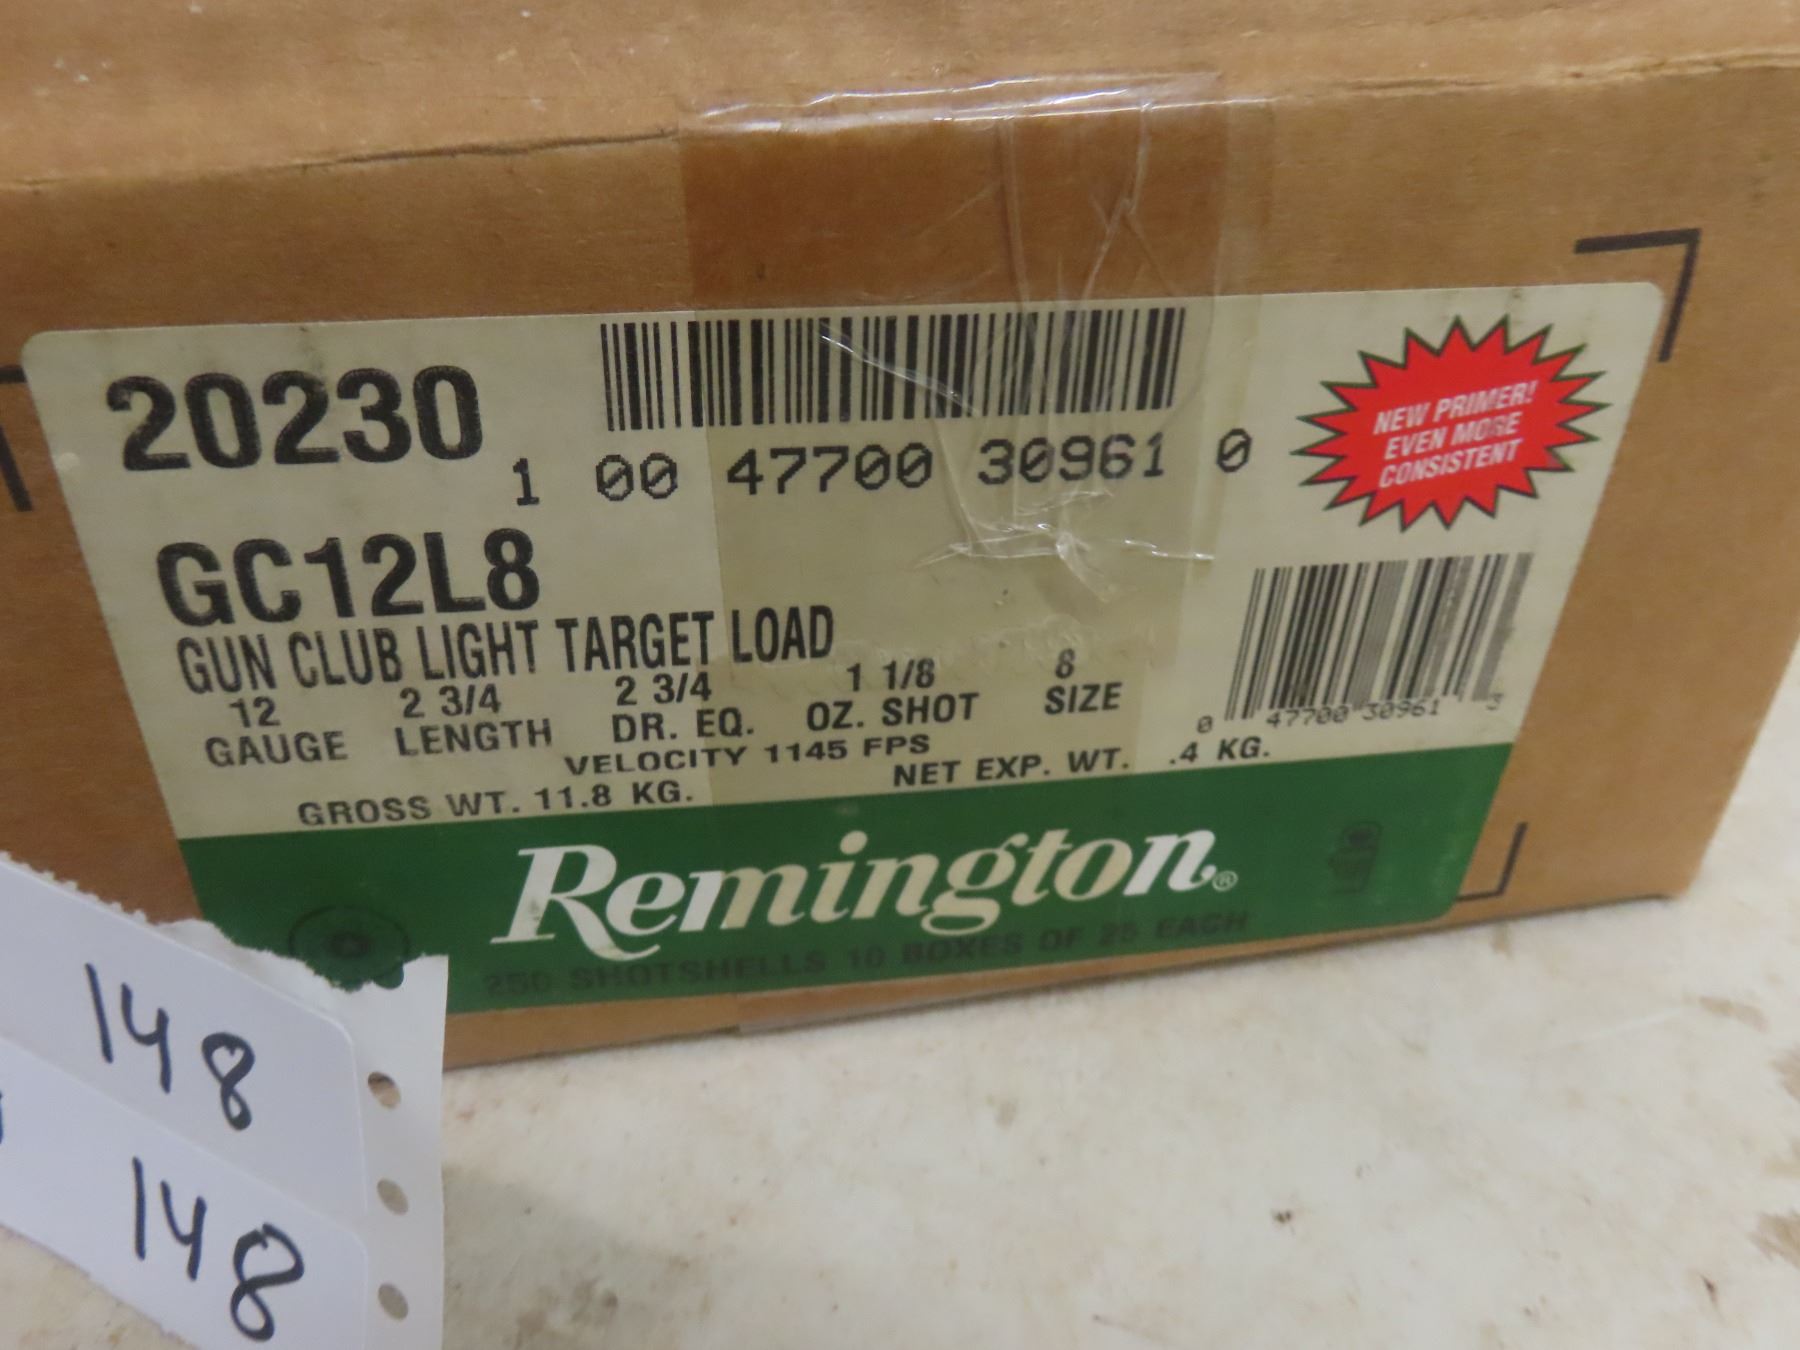 20230
1 00 47700 30961 0
NEW PRIMER!
EVEN MORE
CONSISTENT
GC12L8
GUN CLUB LIGHT TARGET LOAD
12 2 3/4 2 3/4 1 1/8 8
GAUGE LENGTH DR. EQ. OZ. SHOT SIZE
VELOCITY 1145 FPS
GROSS WT. 11.8 KG. NET EXP. WT. .4 KG.
0 47700 30961 3
Remington®
250 SHOTSHELLS 10 BOXES OF 25 EACH
148
148